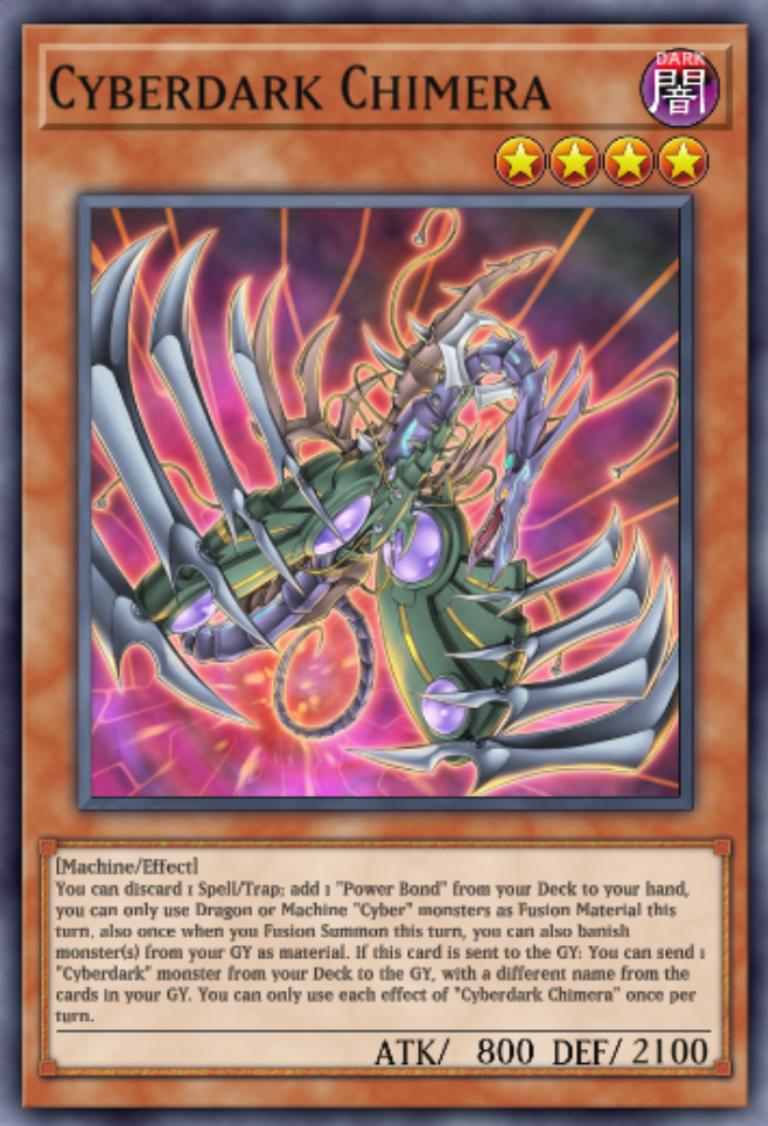 CYBERDARK CHIMERA
DARK
闇
[Machine/Effect]
You can discard 1 Spell/Trap; add 1 "Power Bond" from your Deck to your hand,
you can only use Dragon or Machine "Cyber" monsters as Fusion Material this
turn, also once when you Fusion Summon this turn, you can also banish
monster(s) from your GY as material. If this card is sent to the GY: You can send 1
"Cyberdark" monster from your Deck to the GY, with a different name from the
cards in your GY. You can only use each effect of "Cyberdark Chimera" once per
turn.
ATK/ 800 DEF/ 2100